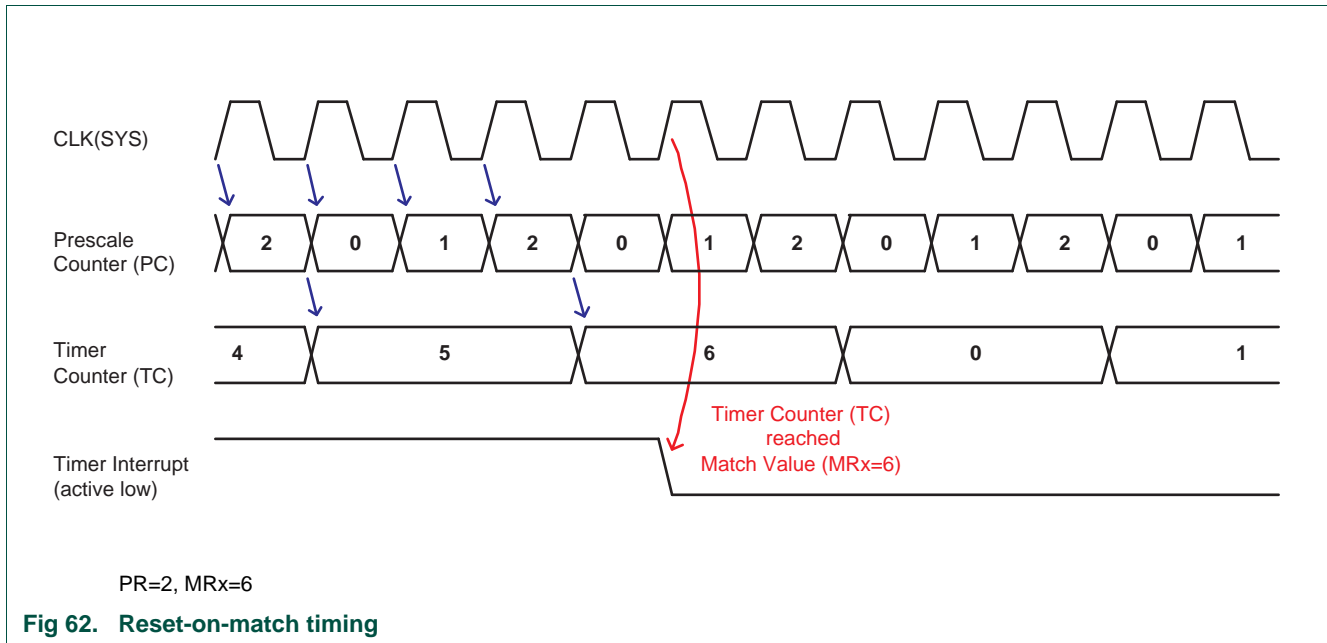 CLK(SYS)
Prescale
Counter (PC)
2 0 1 2 0 1 2 0 1 2 0 1
Timer
Counter (TC)
4 5 6 0 1
Timer Counter (TC)
reached
Match Value (MRx=6)
Timer Interrupt
(active low)
PR=2, MRx=6
Fig 62. Reset-on-match timing